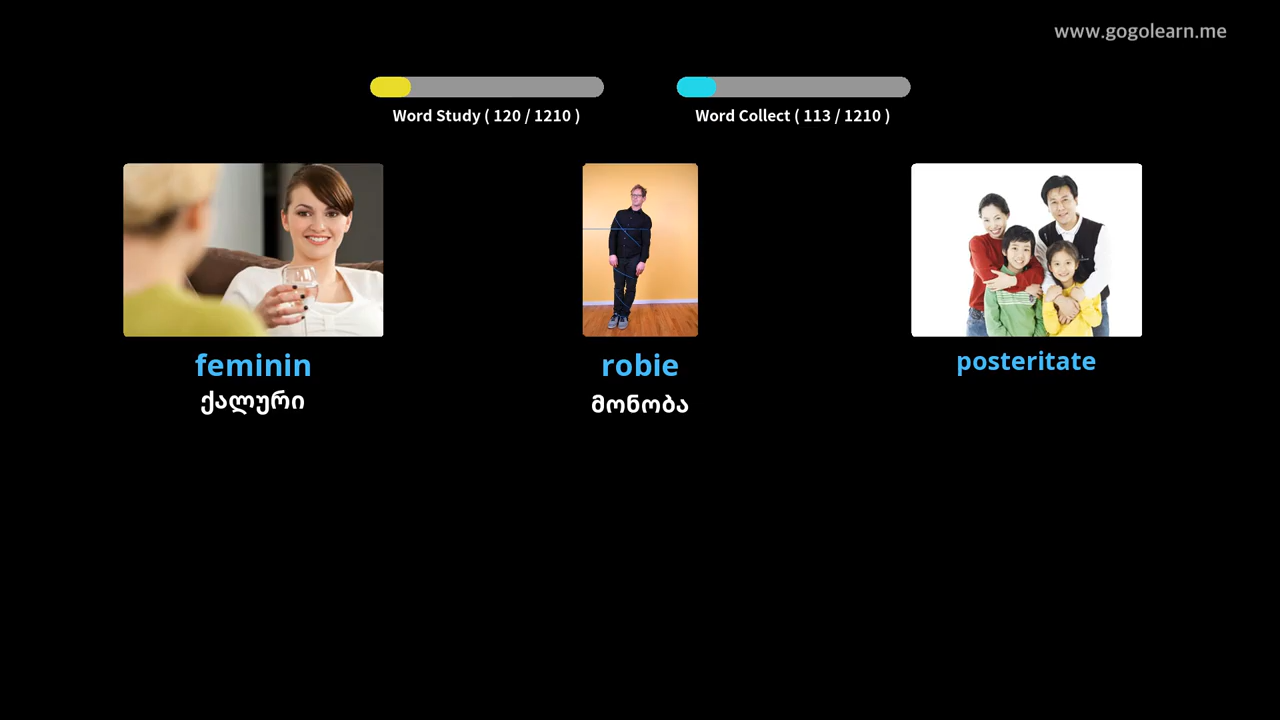 www.gogolearn.me
Word Study ( 120 / 1210 )
Word Collect ( 113 / 1210 )
feminin
ქალური
robie
მონობა
posteritate